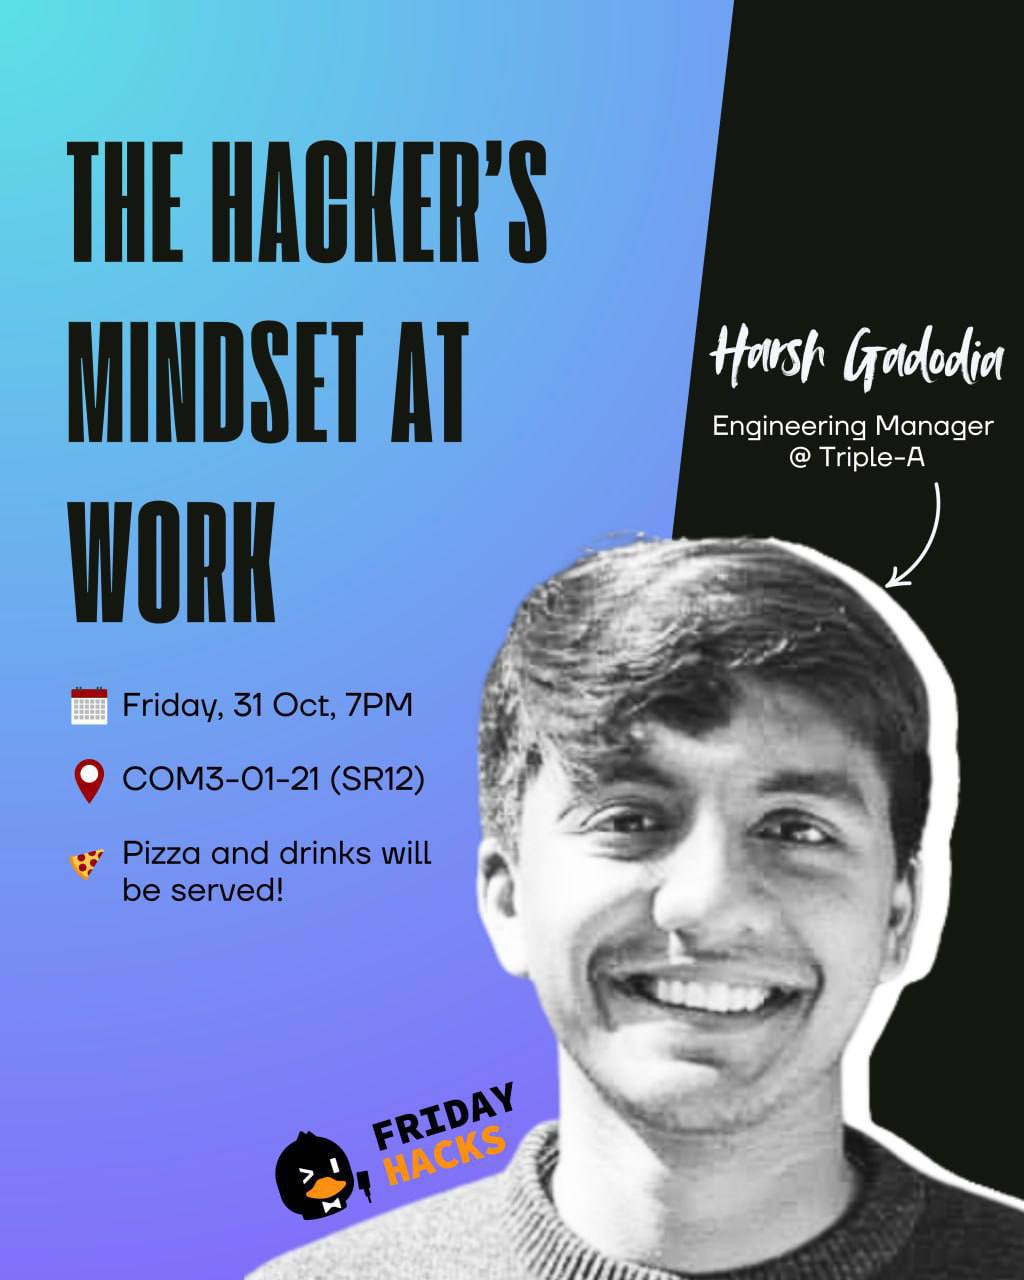 THE HACKER’S
MINDSET AT
WORK
Harsh Gadodia
Engineering Manager
@ Triple-A
Friday, 31 Oct, 7PM
COM3-01-21 (SR12)
Pizza and drinks will
be served!
FRIDAY
HACKS